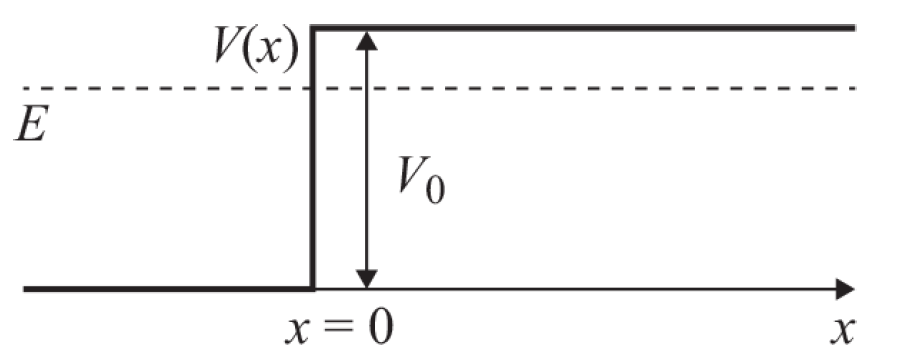 V(x)
E
V₀
x = 0
x